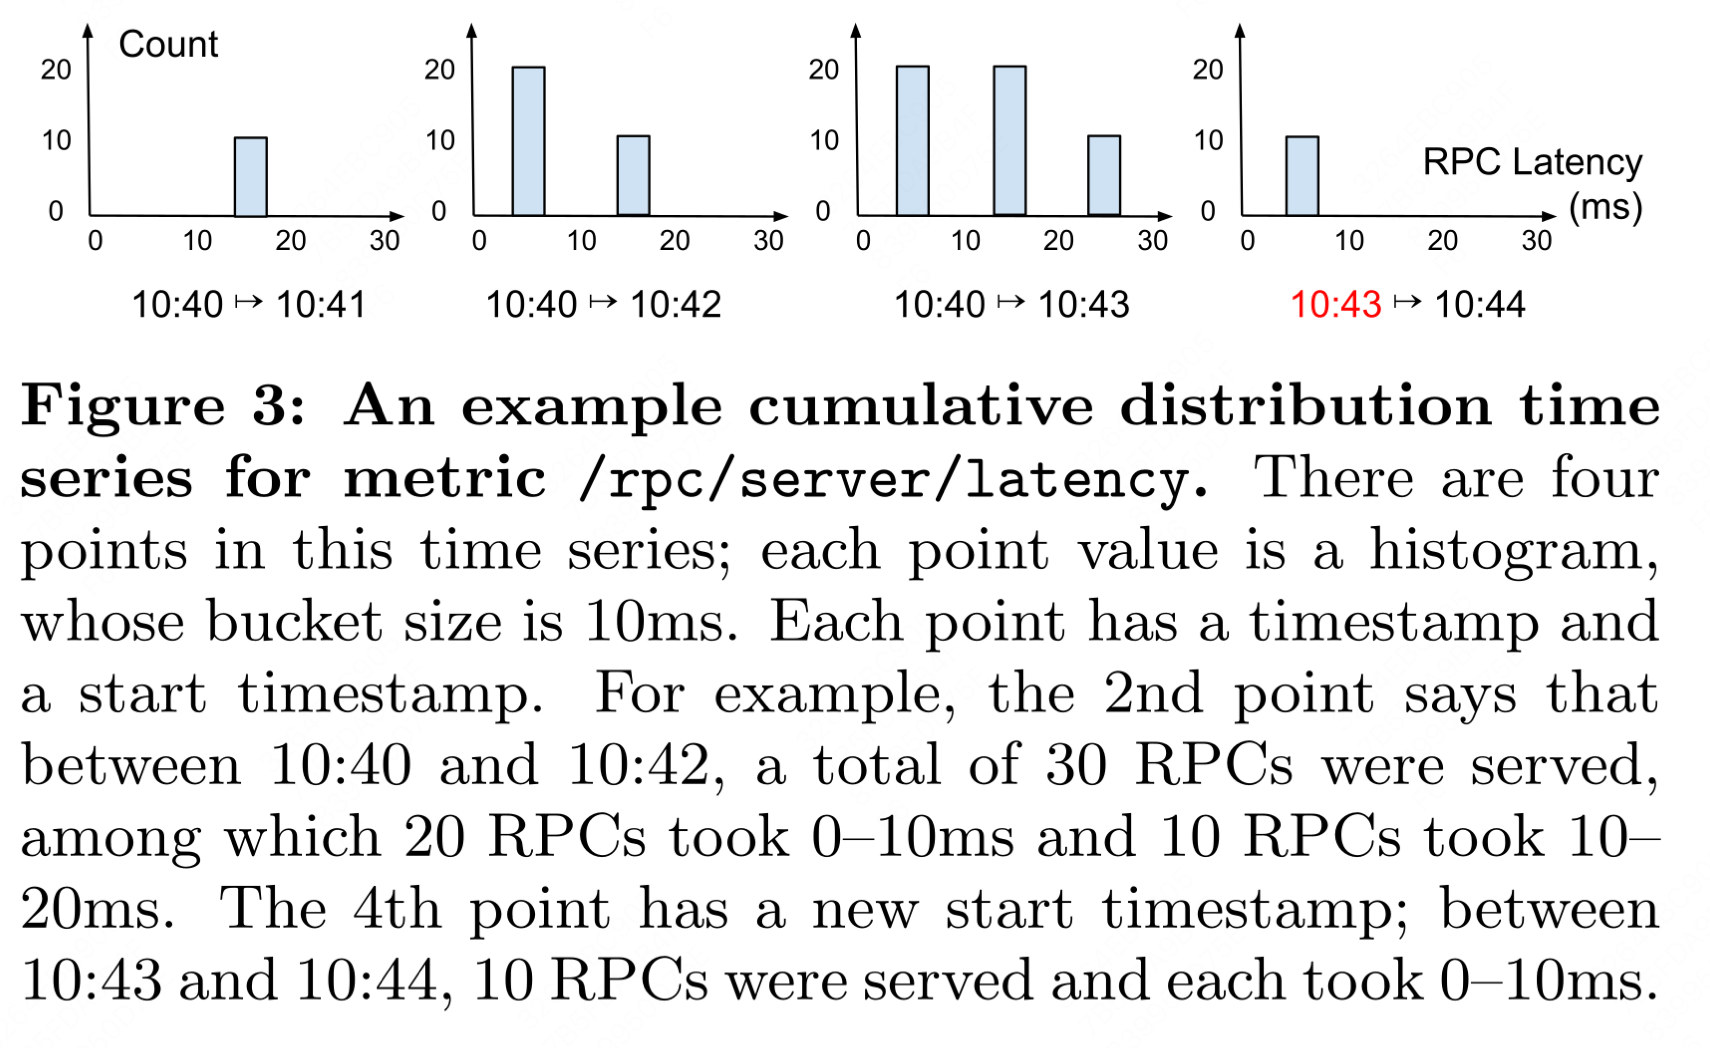 Count
20
10
0
0 10 20 30
10:40 ↦ 10:41
20
10
0
0 10 20 30
10:40 ↦ 10:42
20
10
0
0 10 20 30
10:40 ↦ 10:43
20
10
0
0 10 20 30
RPC Latency
(ms)
10:43 ↦ 10:44
Figure 3: An example cumulative distribution time
series for metric /rpc/server/latency. There are four
points in this time series; each point value is a histogram,
whose bucket size is 10ms. Each point has a timestamp and
a start timestamp. For example, the 2nd point says that
between 10:40 and 10:42, a total of 30 RPCs were served,
among which 20 RPCs took 0–10ms and 10 RPCs took 10–
20ms. The 4th point has a new start timestamp; between
10:43 and 10:44, 10 RPCs were served and each took 0–10ms.